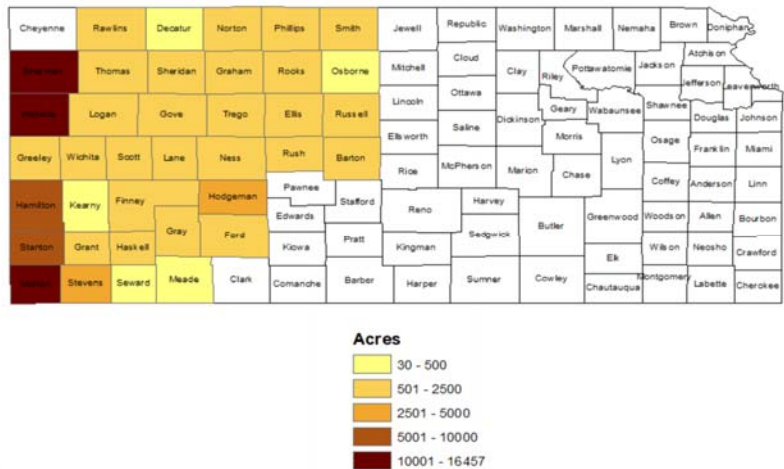 Cheyenne Rawlins Decatur Norton Phillips Smith Jewell Republic Washington Marshall Nemaha Brown Doniphan
Sherman Thomas Sheridan Graham Rooks Osborne Mitchell Cloud Clay Riley Pottawatomie Jackson Atchison
Jefferson Leavenworth
Wallace Logan Gove Trego Ellis Russell Lincoln Ottawa Geary Wabaunsee Shawnee Douglas Johnson
Ellsworth Saline Dickinson Morris
Greeley Wichita Scott Lane Ness Rush Barton Rice McPherson Marion Chase Lyon Osage Franklin Miami
Hamilton Kearny Finney Hodgeman Pawnee Stafford Reno Harvey Coffey Anderson Linn
Edwards
Stanton Grant Haskell Gray Ford Kiowa Pratt Kingman Sedgwick Butler Greenwood Woodson Allen Bourbon
Elk Wilson Neosho Crawford
Morton Stevens Seward Meade Clark Comanche Barber Harper Sumner Cowley Chautauqua Montgomery Labette Cherokee
Acres
30 - 500
501 - 2500
2501 - 5000
5001 - 10000
10001 - 16457